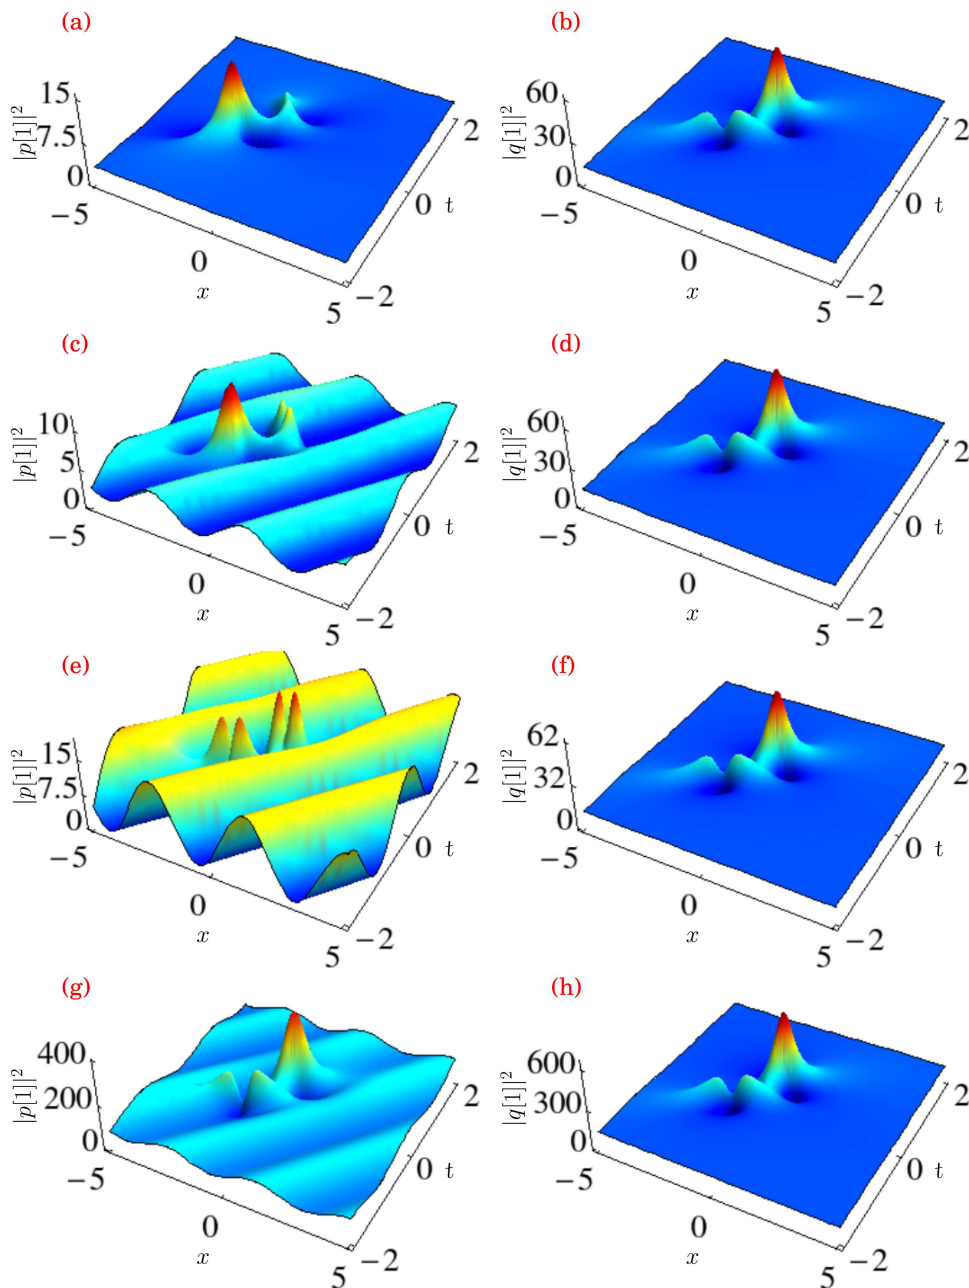 (a) (b)
15 7.5 0 |p[1]|² −5 0 5 x −2 0 2 t
60 30 0 |q[1]|² −5 0 5 x −2 0 2 t
(c) (d)
10 5 0 |p[1]|² −5 0 5 x −2 0 2 t
60 30 0 |q[1]|² −5 0 5 x −2 0 2 t
(e) (f)
15 7.5 0 |p[1]|² −5 0 5 x −2 0 2 t
62 32 0 |q[1]|² −5 0 5 x −2 0 2 t
(g) (h)
400 200 0 |p[1]|² −5 0 5 x −2 0 2 t
600 300 0 |q[1]|² −5 0 5 x −2 0 2 t